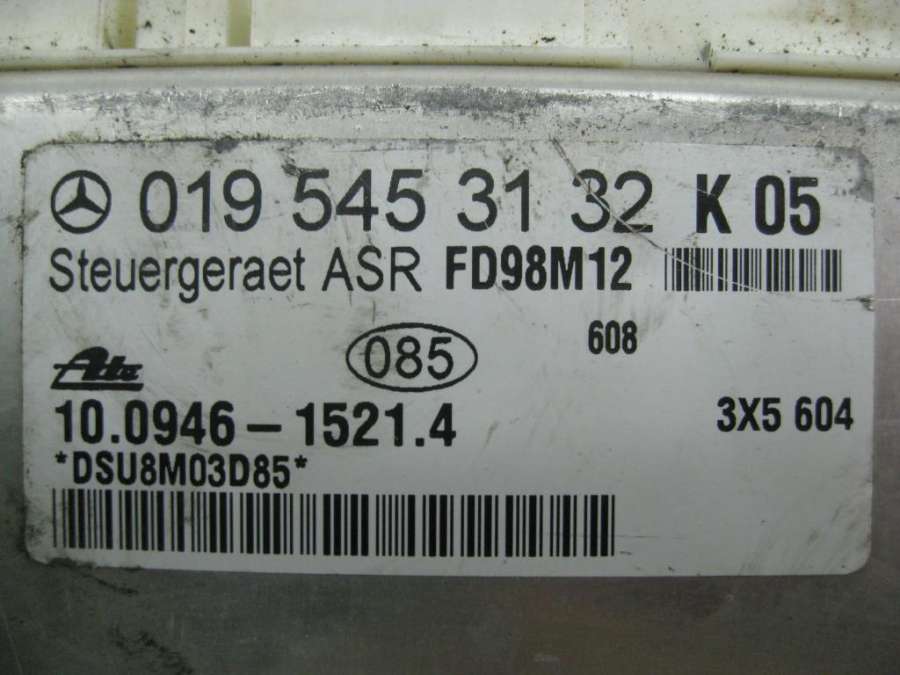 019 545 31 32 K 05
Steuergeraet ASR FD98M12
085 608
Ate
10.0946-1521.4 3X5 604
*DSU8M03D85*